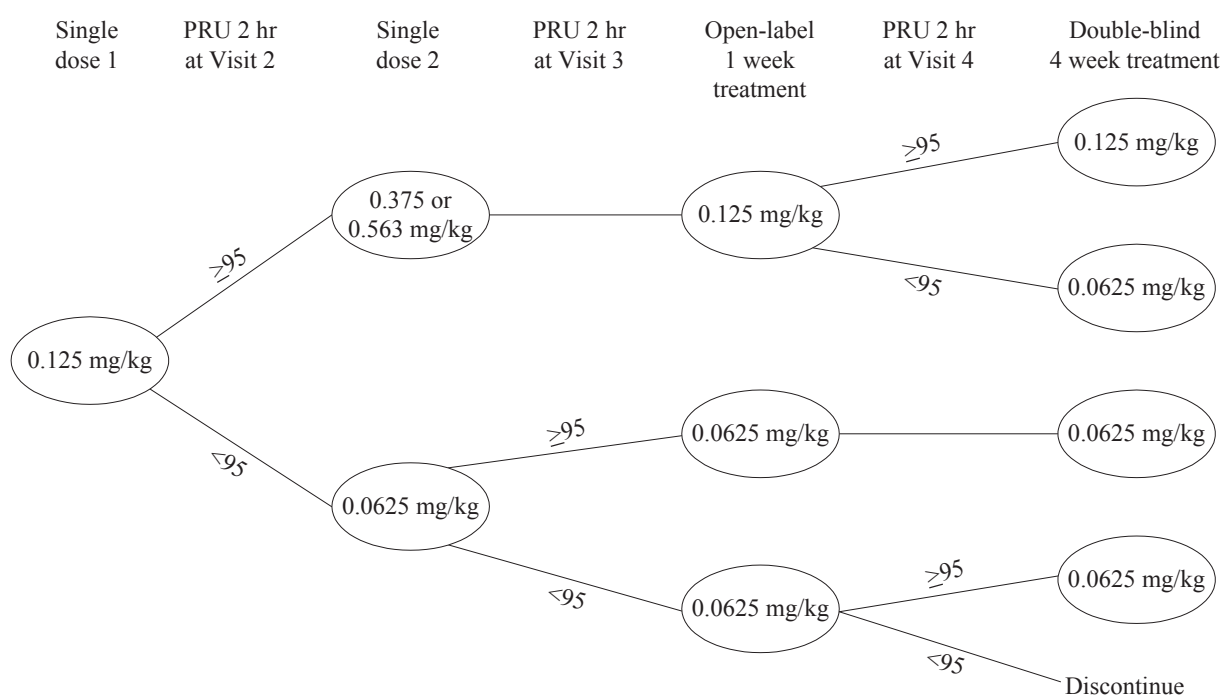 Single
dose 1
PRU 2 hr
at Visit 2
Single
dose 2
PRU 2 hr
at Visit 3
Open-label
1 week
treatment
PRU 2 hr
at Visit 4
Double-blind
4 week treatment
0.125 mg/kg
≥95
<95
0.375 or
0.563 mg/kg
0.0625 mg/kg
≥95
<95
0.125 mg/kg
0.0625 mg/kg
0.0625 mg/kg
≥95
<95
≥95
<95
0.125 mg/kg
0.0625 mg/kg
0.0625 mg/kg
0.0625 mg/kg
Discontinue